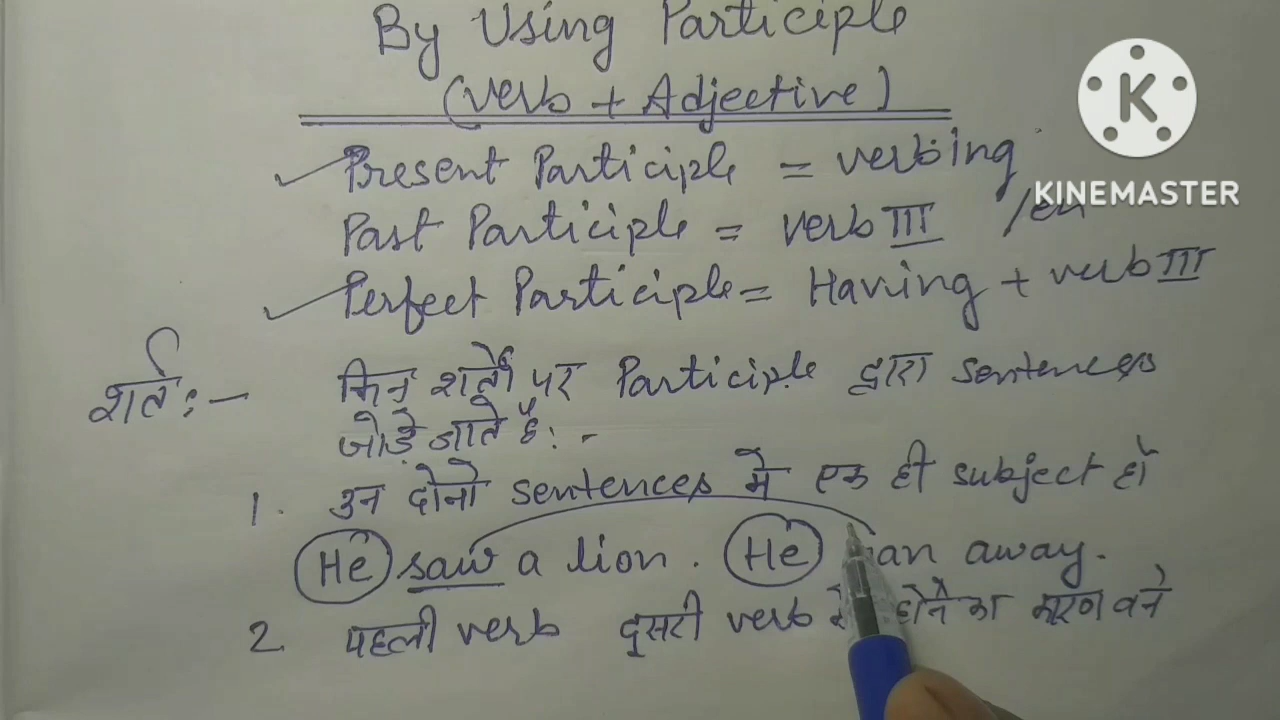 By Using Participle
(verb + Adjective)
K
KINEMASTER
Present Participle = verbing
Past Participle = verb III /en
Perfect Participle = Having + verb III
शर्त :- किन शर्तों पर Participle द्वारा sentences
जोड़े जाते है : -
1. उन दोनो sentences मे एक ही subject हों
He saw a lion. He ran away.
2. पहली verb दुसरी verb के होने का कारण बने